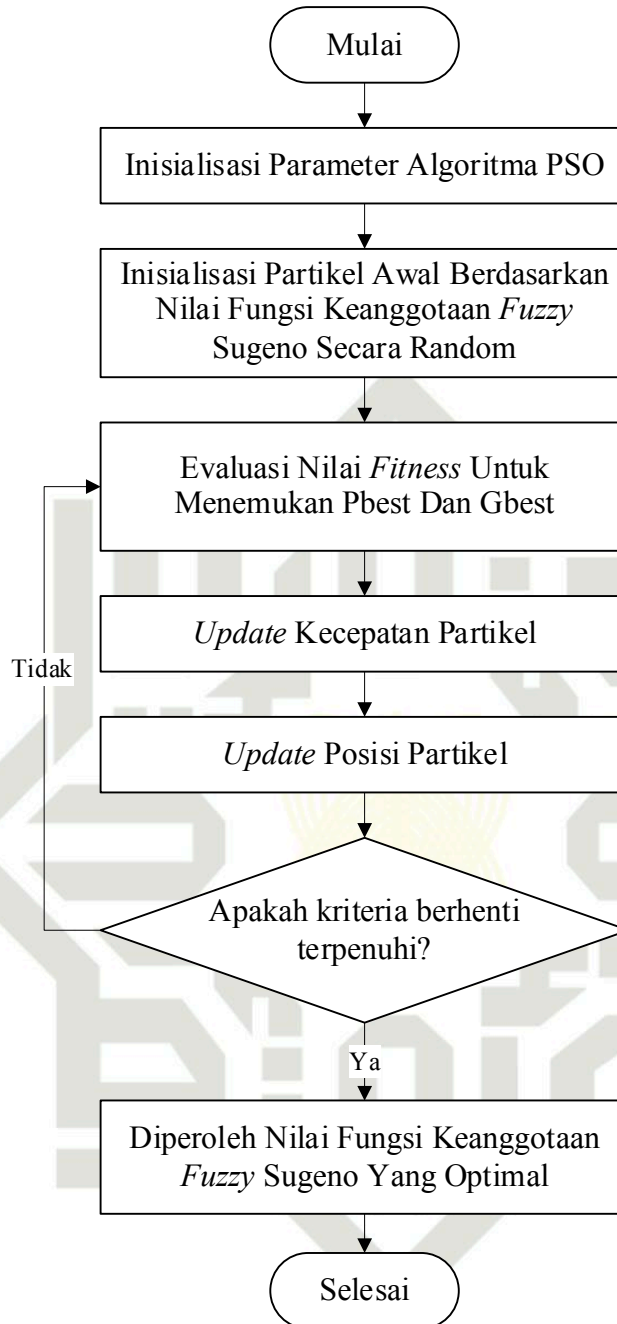 Mulai
Inisialisasi Parameter Algoritma PSO
Inisialisasi Partikel Awal Berdasarkan
Nilai Fungsi Keanggotaan Fuzzy
Sugeno Secara Random
Evaluasi Nilai Fitness Untuk
Menemukan Pbest Dan Gbest
Update Kecepatan Partikel
Tidak
Update Posisi Partikel
Apakah kriteria berhenti
terpenuhi?
Ya
Diperoleh Nilai Fungsi Keanggotaan
Fuzzy Sugeno Yang Optimal
Selesai